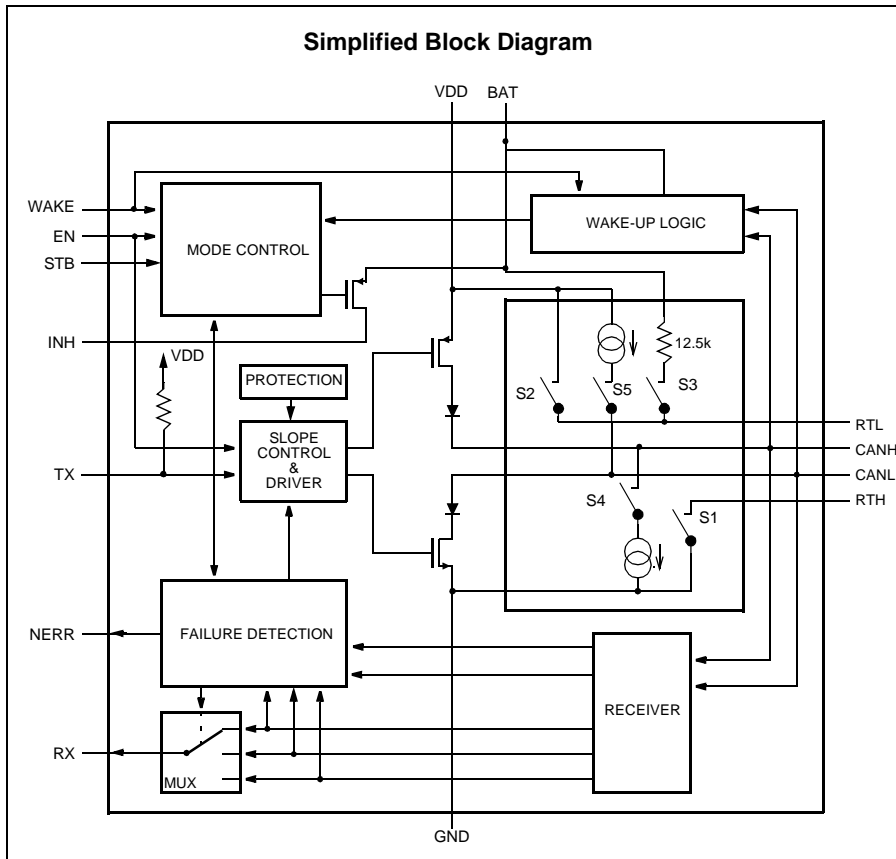 Simplified Block Diagram
VDD
BAT
WAKE
EN
STB
INH
MODE CONTROL
WAKE-UP LOGIC
VDD
12.5k
PROTECTION
S2
S5
S3
SLOPE
CONTROL
&
DRIVER
TX
RTL
CANH
CANL
RTH
S4
S1
NERR
FAILURE DETECTION
RECEIVER
RX
MUX
GND